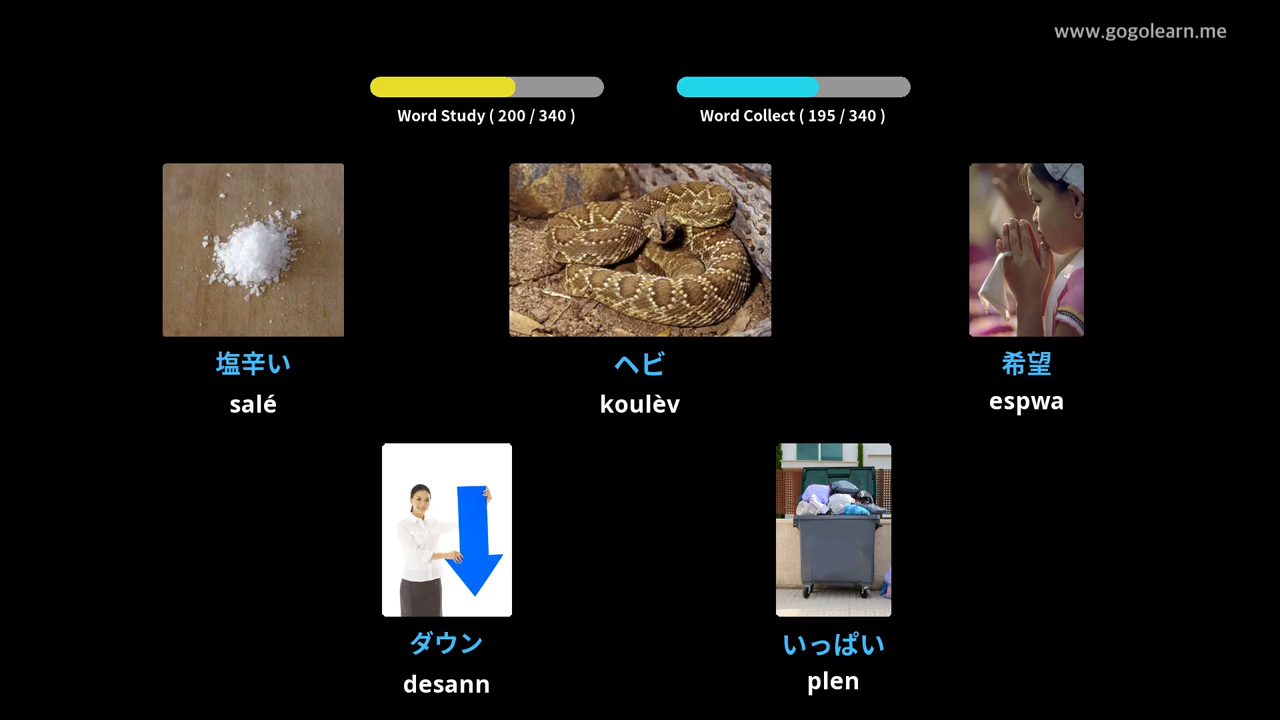 www.gogolearn.me
Word Study ( 200 / 340 )
Word Collect ( 195 / 340 )
塩辛い
salé
ヘビ
koulèv
希望
espwa
ダウン
desann
いっぱい
plen